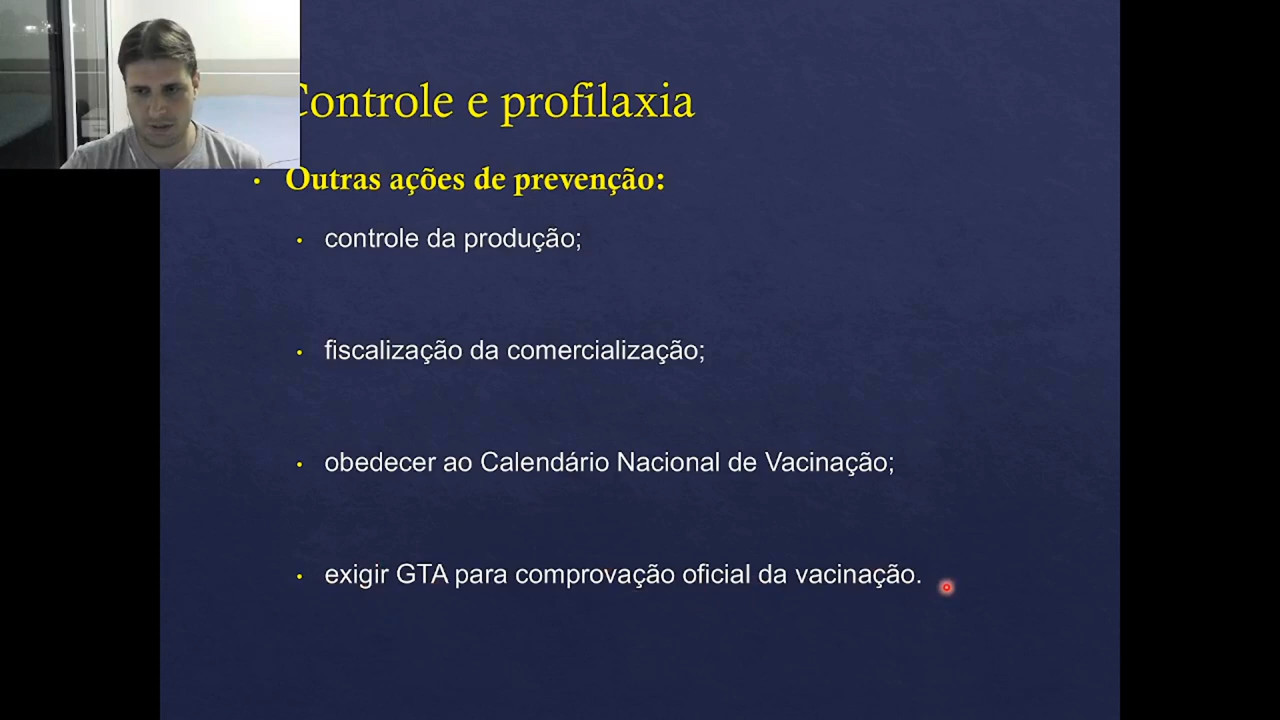 Controle e profilaxia
Outras ações de prevenção:
controle da produção;
fiscalização da comercialização;
obedecer ao Calendário Nacional de Vacinação;
exigir GTA para comprovação oficial da vacinação.